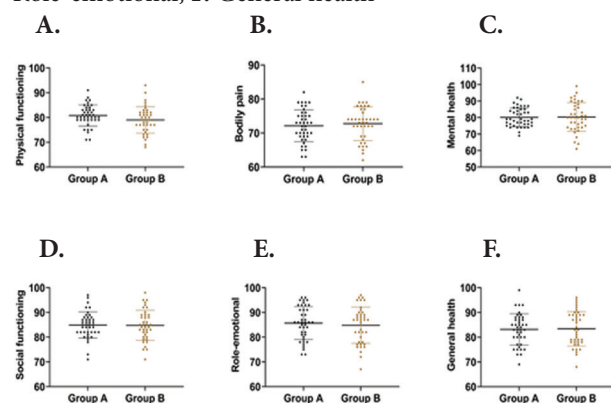 Role-emotional; F: General health
A.
B.
C.
Physical functioning
100
90
80
70
60
Group A Group B
Bodily pain
90
80
70
60
Group A Group B
Mental health
110
100
90
80
70
60
50
Group A Group B
D.
E.
F.
Social functioning
100
90
80
70
60
Group A Group B
Role-emotional
100
90
80
70
60
Group A Group B
General health
100
90
80
70
60
Group A Group B